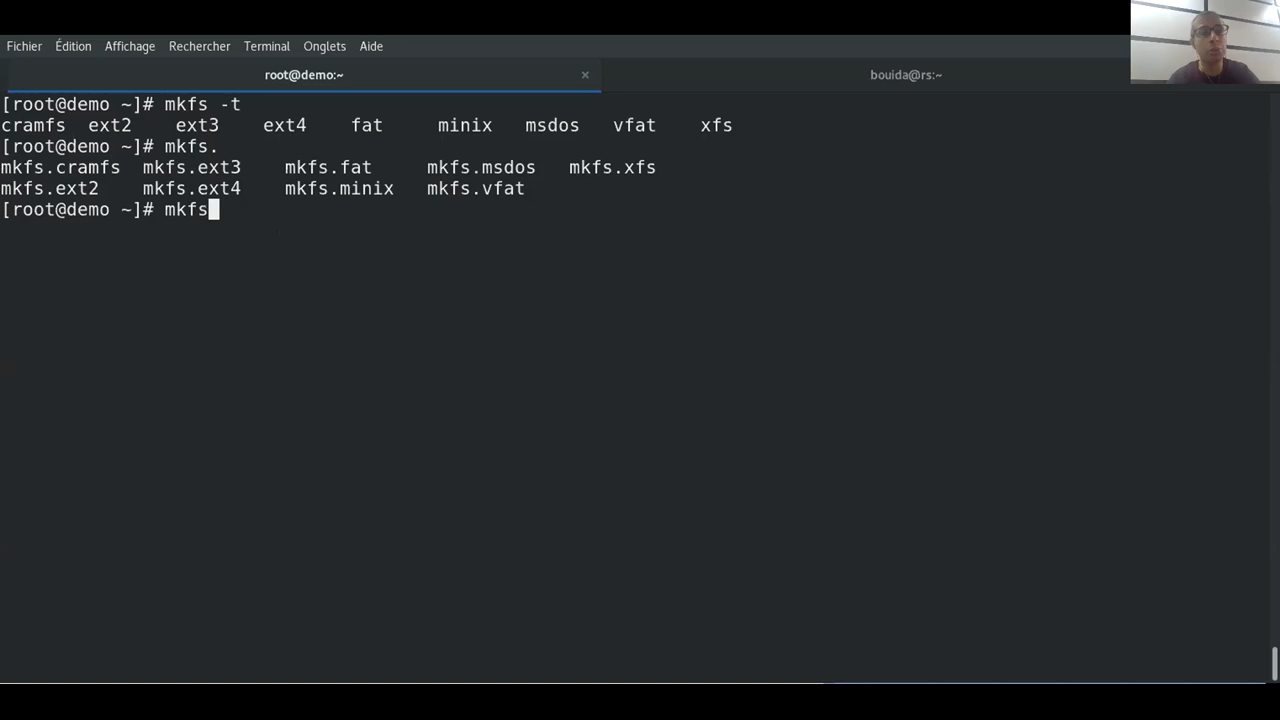 Fichier Édition Affichage Rechercher Terminal Onglets Aide
root@demo:~ × bouida@rs:~
[root@demo ~]# mkfs -t
cramfs ext2 ext3 ext4 fat minix msdos vfat xfs
[root@demo ~]# mkfs.
mkfs.cramfs mkfs.ext3 mkfs.fat mkfs.msdos mkfs.xfs
mkfs.ext2 mkfs.ext4 mkfs.minix mkfs.vfat
[root@demo ~]# mkfs